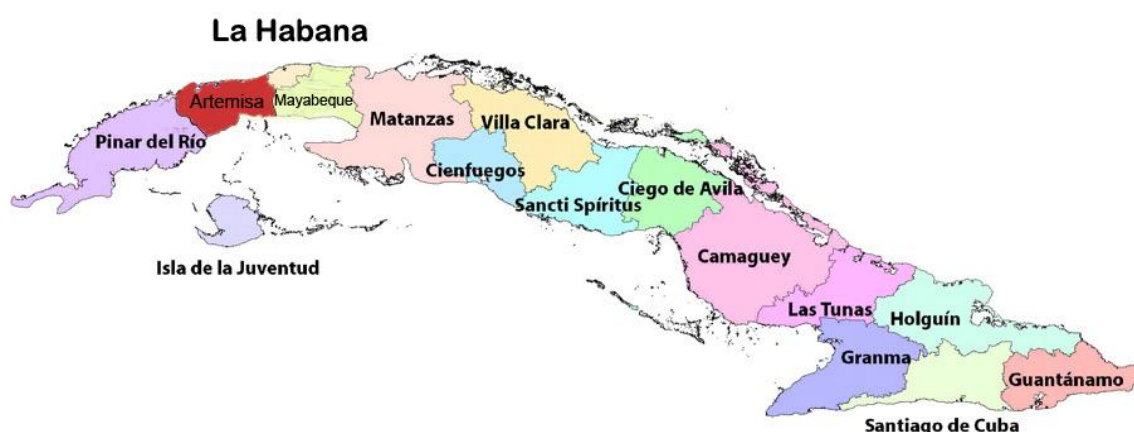 La Habana
Artemisa
Mayabeque
Matanzas
Villa Clara
Pinar del Río
Cienfuegos
Ciego de Avila
Sancti Spíritus
Isla de la Juventud
Camaguey
Las Tunas
Holguín
Granma
Guantánamo
Santiago de Cuba